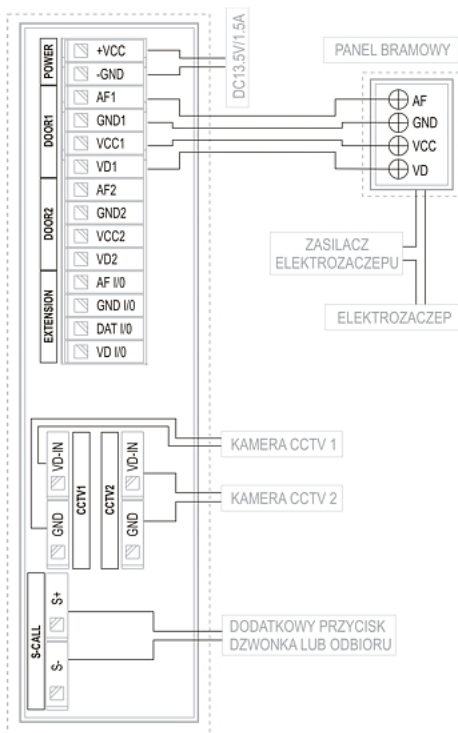 POWER
+VCC
-GND
DC13.5V/1.5A
DOOR1
AF1
GND1
VCC1
VD1
DOOR2
AF2
GND2
VCC2
VD2
EXTENSION
AF I/0
GND I/0
DAT I/0
VD I/0
PANEL BRAMOWY
AF
GND
VCC
VD
ZASILACZ
ELEKTROZACZEPU
ELEKTROZACZEP
VD-IN
GND
CCTV1
CCTV2
VD-IN
GND
KAMERA CCTV 1
KAMERA CCTV 2
S-CALL
S+
S-
DODATKOWY PRZYCISK
DZWONKA LUB ODBIORU